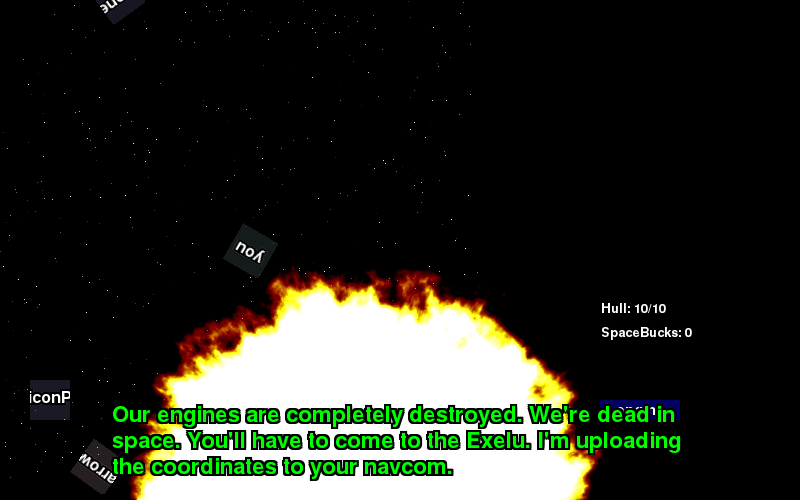 you
Hull: 10/10
SpaceBucks: 0
iconP
Our engines are completely destroyed. We're dead in
space. You'll have to come to the Exelu. I'm uploading
the coordinates to your navcom.
arrow